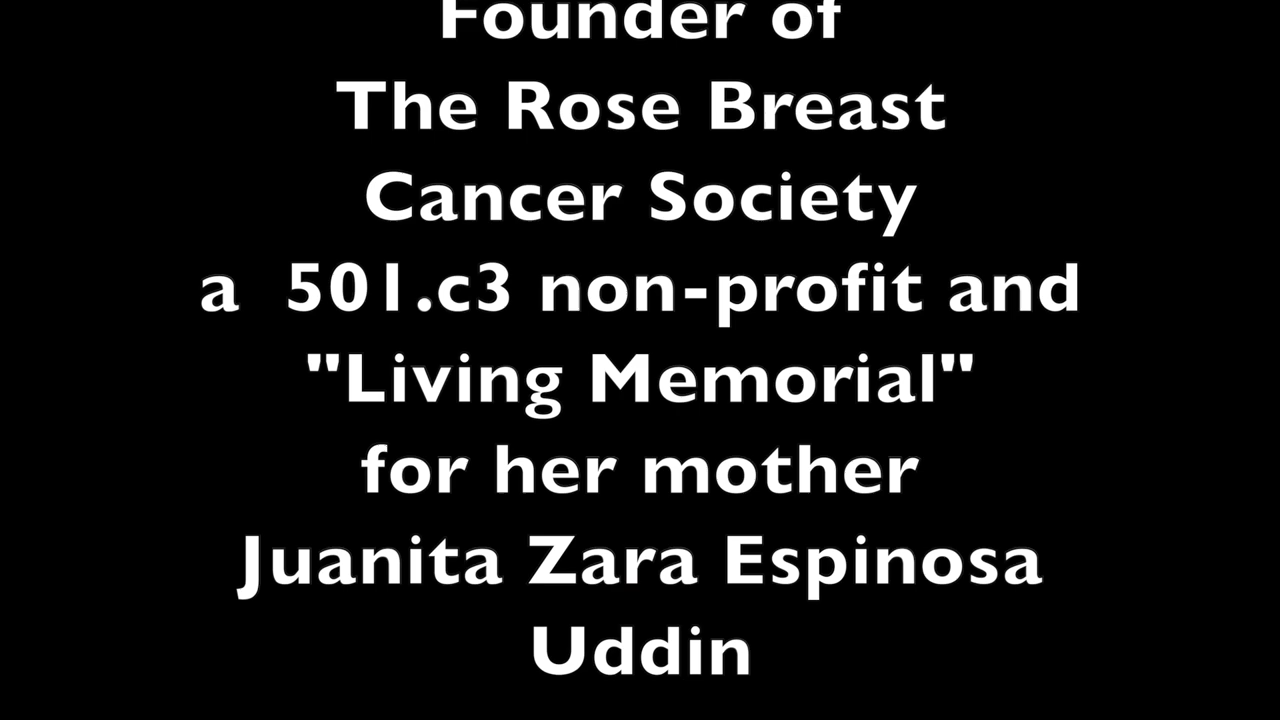 Founder of
The Rose Breast
Cancer Society
a  501.c3 non-profit and
"Living Memorial"
for her mother
Juanita Zara Espinosa
Uddin